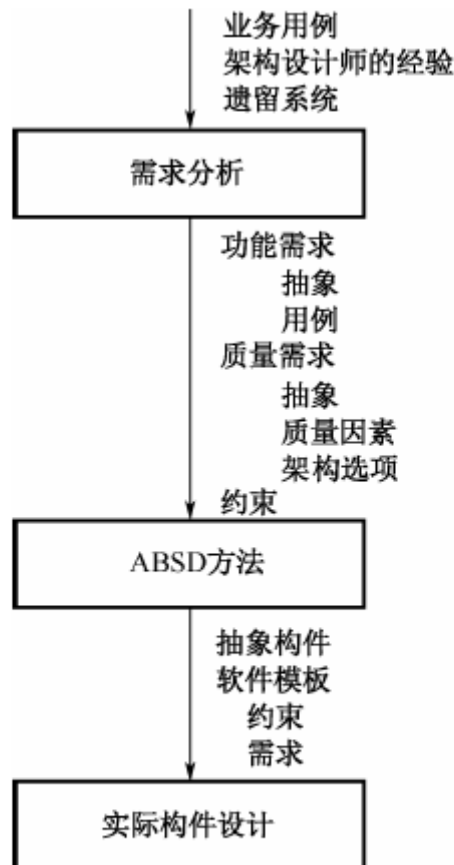 业务用例
架构设计师的经验
遗留系统
需求分析
功能需求
抽象
用例
质量需求
抽象
质量因素
架构选项
约束
ABSD方法
抽象构件
软件模板
约束
需求
实际构件设计